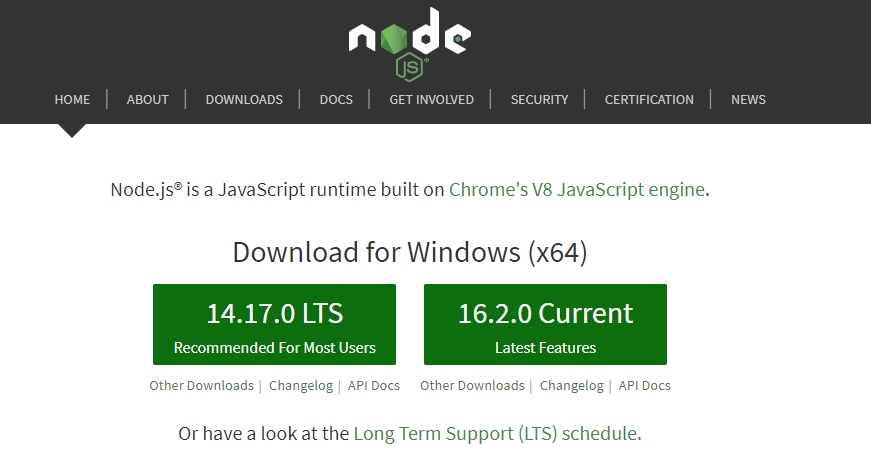 node
JS
HOME | ABOUT | DOWNLOADS | DOCS | GET INVOLVED | SECURITY | CERTIFICATION | NEWS
Node.js® is a JavaScript runtime built on Chrome's V8 JavaScript engine.
Download for Windows (x64)
14.17.0 LTS 16.2.0 Current
Recommended For Most Users Latest Features
Other Downloads | Changelog | API Docs Other Downloads | Changelog | API Docs
Or have a look at the Long Term Support (LTS) schedule.